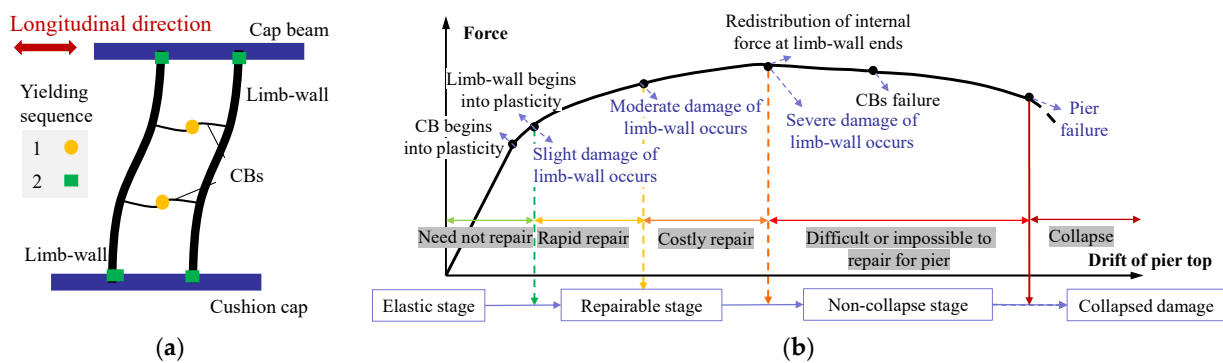 Longitudinal direction
Cap beam
Limb-wall
Yielding
sequence
1
2
CBs
Limb-wall
Cushion cap
(a)
Force
Redistribution of internal
force at limb-wall ends
Limb-wall begins
into plasticity
CB begins
into plasticity
Moderate damage of
limb-wall occurs
Slight damage of
limb-wall occurs
CBs failure
Severe damage of
limb-wall occurs
Pier
failure
Need not repair
Rapid repair
Costly repair
Difficult or impossible to
repair for pier
Collapse
Drift of pier top
Elastic stage
Repairable stage
Non-collapse stage
Collapsed damage
(b)